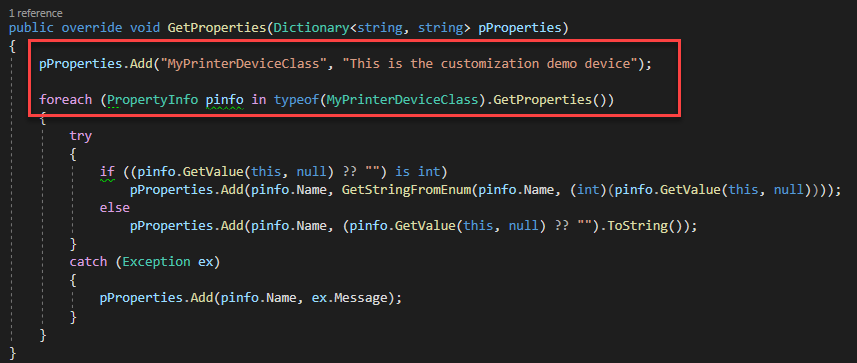 1 reference
public override void GetProperties(Dictionary<string, string> pProperties)
{
pProperties.Add("MyPrinterDeviceClass", "This is the customization demo device");
foreach (PropertyInfo pinfo in typeof(MyPrinterDeviceClass).GetProperties())
{
try
{
if ((pinfo.GetValue(this, null) ?? "") is int)
pProperties.Add(pinfo.Name, GetStringFromEnum(pinfo.Name, (int)(pinfo.GetValue(this, null))));
else
pProperties.Add(pinfo.Name, (pinfo.GetValue(this, null) ?? "").ToString());
}
catch (Exception ex)
{
pProperties.Add(pinfo.Name, ex.Message);
}
}
}